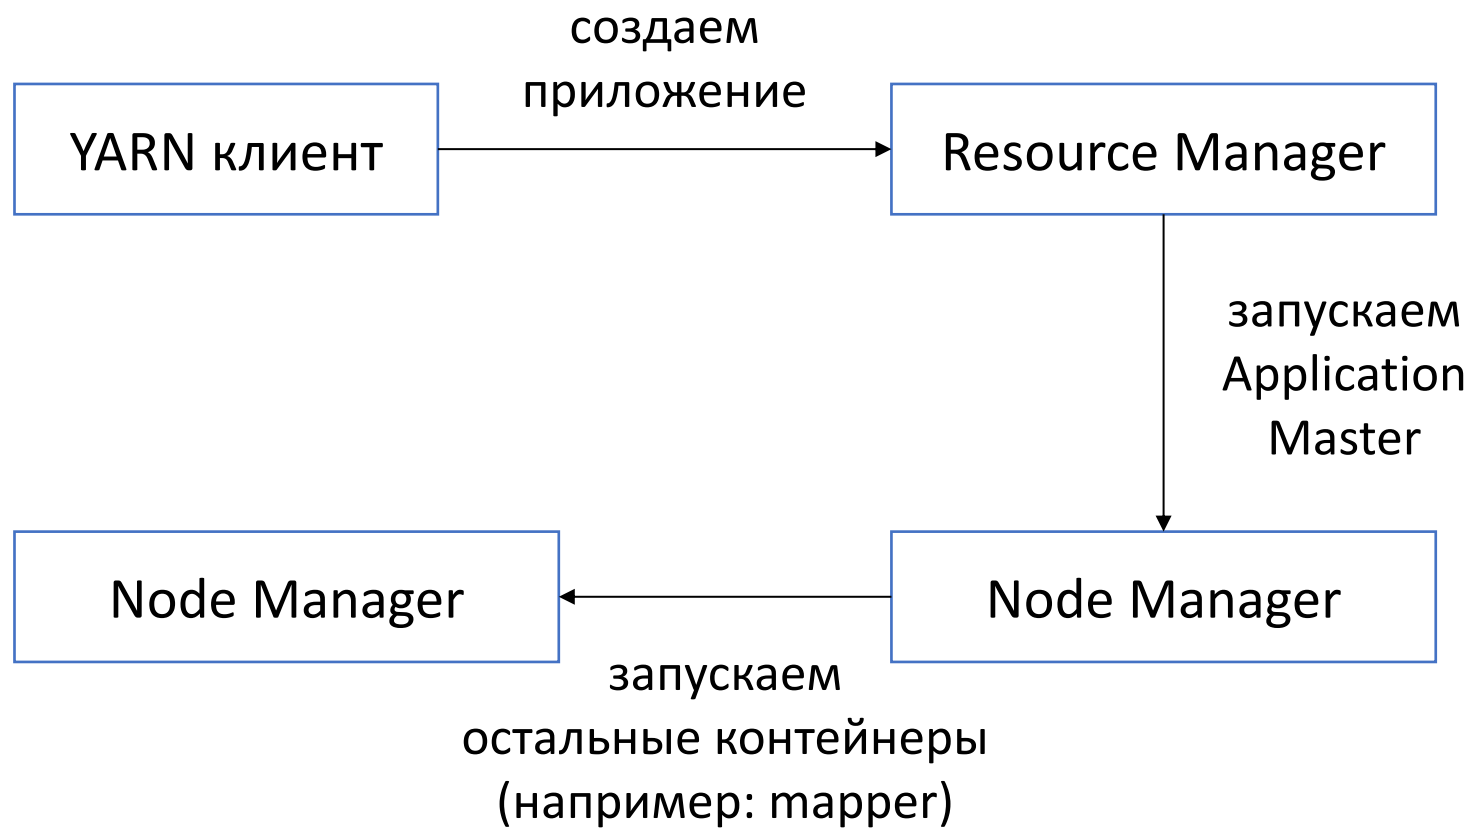 создаем
приложение
YARN клиент
Resource Manager
запускаем
Application
Master
Node Manager
Node Manager
запускаем
остальные контейнеры
(например: mapper)